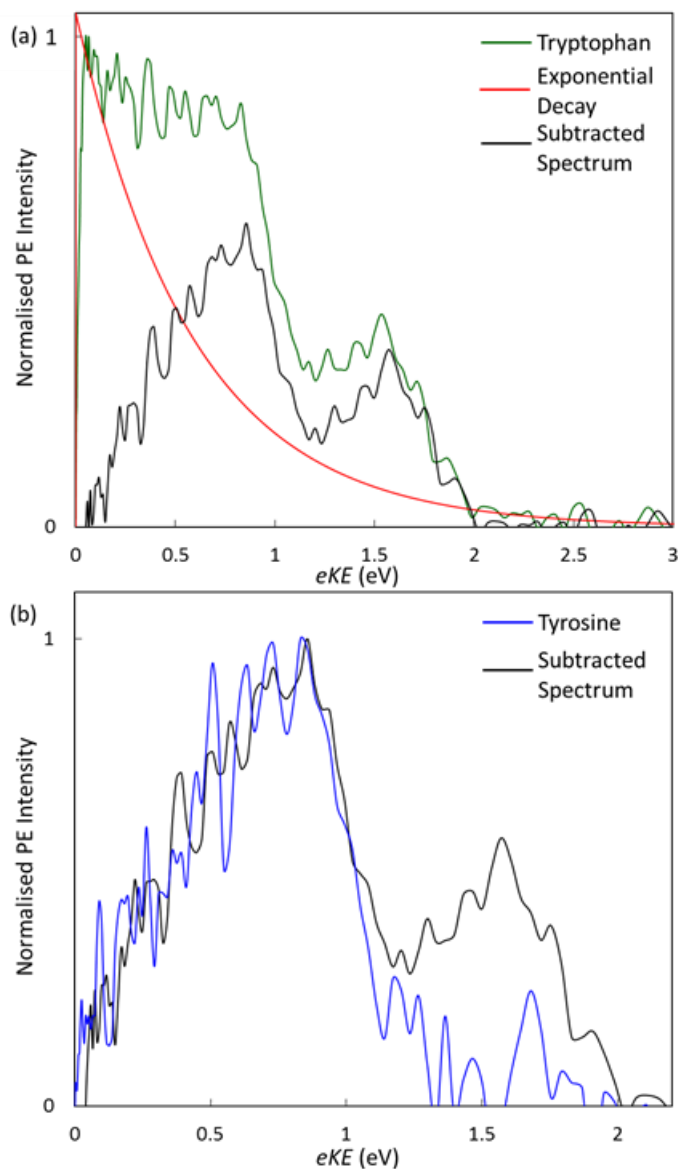 (a)
Tryptophan
Exponential
Decay
Subtracted
Spectrum
Normalised PE Intensity
1
0
0 0.5 1 1.5 2 2.5 3
eKE (eV)
(b)
Tyrosine
Subtracted
Spectrum
Normalised PE Intensity
1
0
0 0.5 1 1.5 2
eKE (eV)